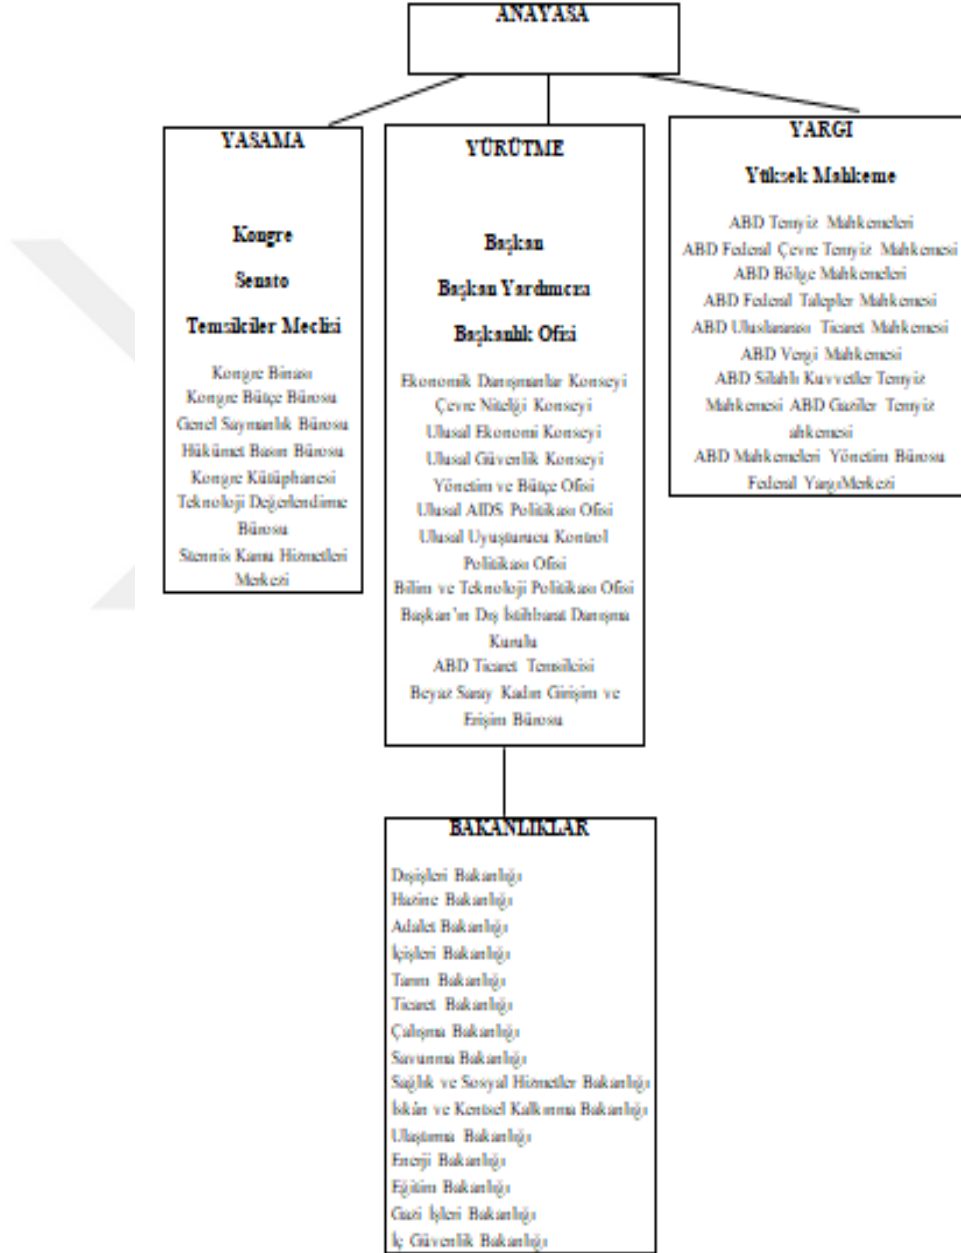 ANAYASA
YASAMA
Kongre
Senato
Temsilciler Meclisi
Kongre Binası
Kongre Bütçe Bürosu
Genel Saymanlık Bürosu
Hükümet Basın Bürosu
Kongre Kütüphanesi
Teknoloji Değerlendirme
Bürosu
Stennis Kamu Hizmetleri
Merkezi
YÜRÜTME
Başkan
Başkan Yardımcısı
Başkanlık Ofisi
Ekonomik Danışmanlar Konseyi
Çevre Niteliği Konseyi
Ulusal Ekonomi Konseyi
Ulusal Güvenlik Konseyi
Yönetim ve Bütçe Ofisi
Ulusal AIDS Politikası Ofisi
Ulusal Uyuşturucu Kontrol
Politikası Ofisi
Bilim ve Teknoloji Politikası Ofisi
Başkan'ın Dış İstihbarat Danışma
Kurulu
ABD Ticaret Temsilcisi
Beyaz Saray Kadın Girişim ve
Erişim Bürosu
YARGI
Yüksek Mahkeme
ABD Temyiz Mahkemeleri
ABD Federal Çevre Temyiz Mahkemesi
ABD Bölge Mahkemeleri
ABD Federal Talepler Mahkemesi
ABD Uluslararası Ticaret Mahkemesi
ABD Vergi Mahkemesi
ABD Silahlı Kuvvetler Temyiz
Mahkemesi ABD Gaziler Temyiz
ahkemesi
ABD Mahkemeleri Yönetim Bürosu
Federal YargıMerkezi
BAKANLIKLAR
Dışişleri Bakanlığı
Hazine Bakanlığı
Adalet Bakanlığı
İçişleri Bakanlığı
Tarım Bakanlığı
Ticaret Bakanlığı
Çalışma Bakanlığı
Savunma Bakanlığı
Sağlık ve Sosyal Hizmetler Bakanlığı
İskân ve Kentsel Kalkınma Bakanlığı
Ulaştırma Bakanlığı
Enerji Bakanlığı
Eğitim Bakanlığı
Gazi İşleri Bakanlığı
İç Güvenlik Bakanlığı